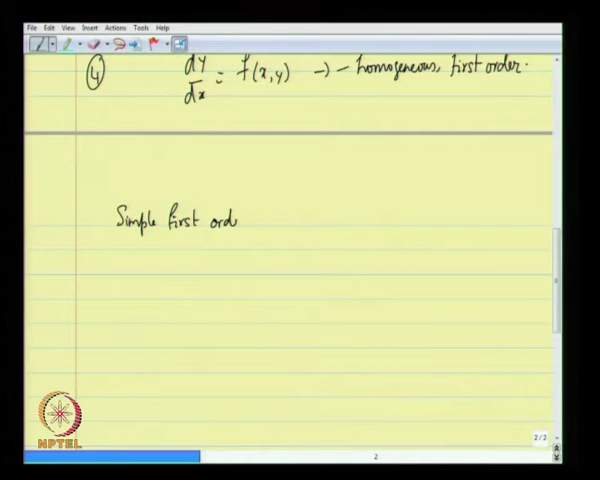 File Edit View Insert Actions Tools Help
④ dy/dx = f(x,y) → – homogeneous, first order.
Simple first ord
NPTEL
2/2
2